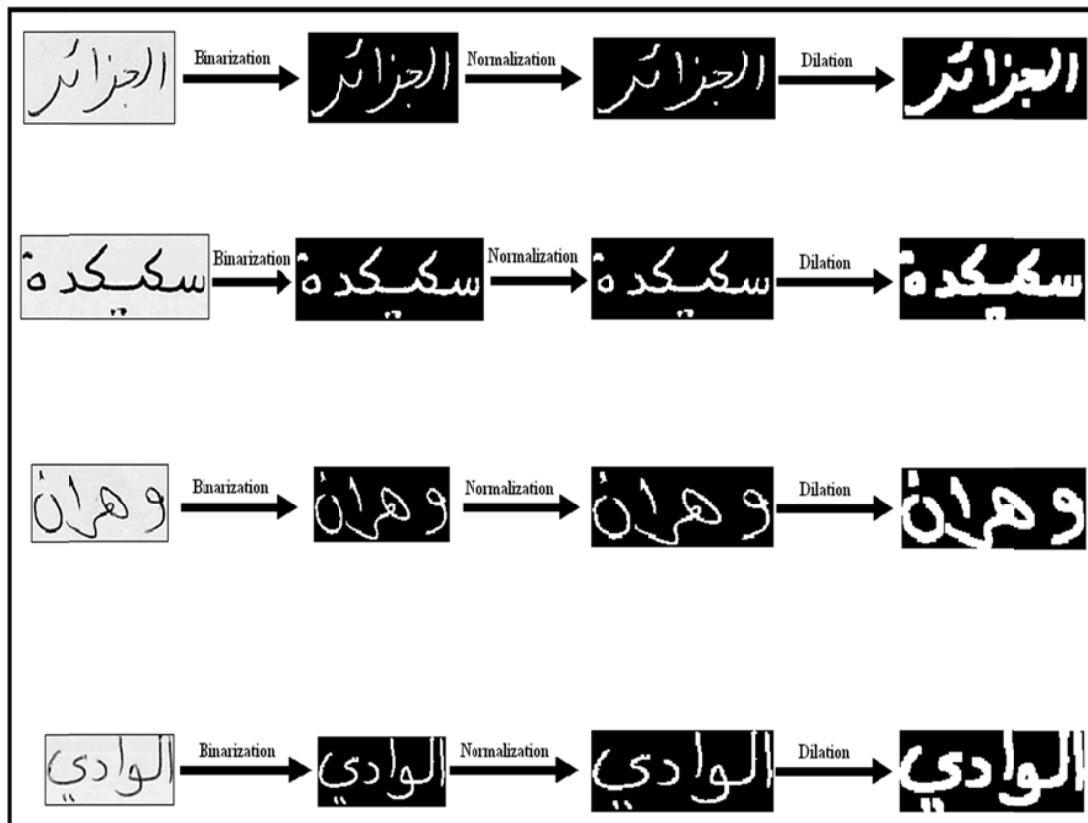 الجزائر Binarization الجزائر Normalization الجزائر Dilation الجزائر
سكيكدة Binarization سكيكدة Normalization سكيكدة Dilation سكيكدة
وهران Binarization وهران Normalization وهران Dilation وهران
الوادي Binarization الوادي Normalization الوادي Dilation الوادي